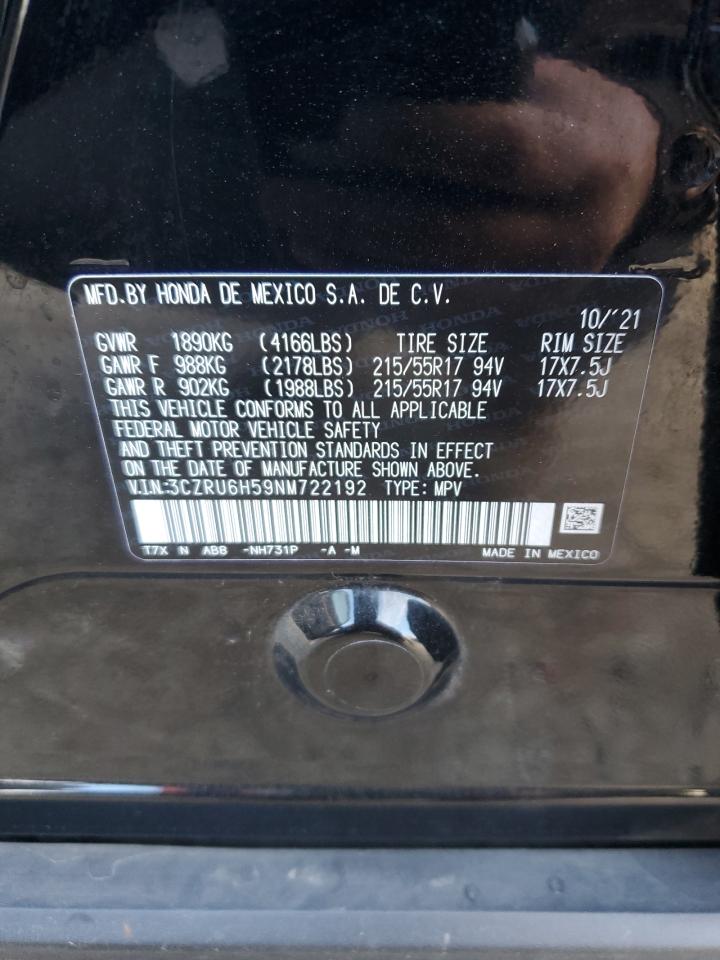 MFD.BY HONDA DE MEXICO S.A. DE C.V.
10/'21
GVWR 1890KG (4166LBS) TIRE SIZE RIM SIZE
GAWR F 988KG (2178LBS) 215/55R17 94V 17X7.5J
GAWR R 902KG (1988LBS) 215/55R17 94V 17X7.5J
THIS VEHICLE CONFORMS TO ALL APPLICABLE
FEDERAL MOTOR VEHICLE SAFETY
AND THEFT PREVENTION STANDARDS IN EFFECT
ON THE DATE OF MANUFACTURE SHOWN ABOVE.
V.I.N.:3CZRU6H59NM722192 TYPE: MPV
T7X N ABB -NH731P -A -M MADE IN MEXICO